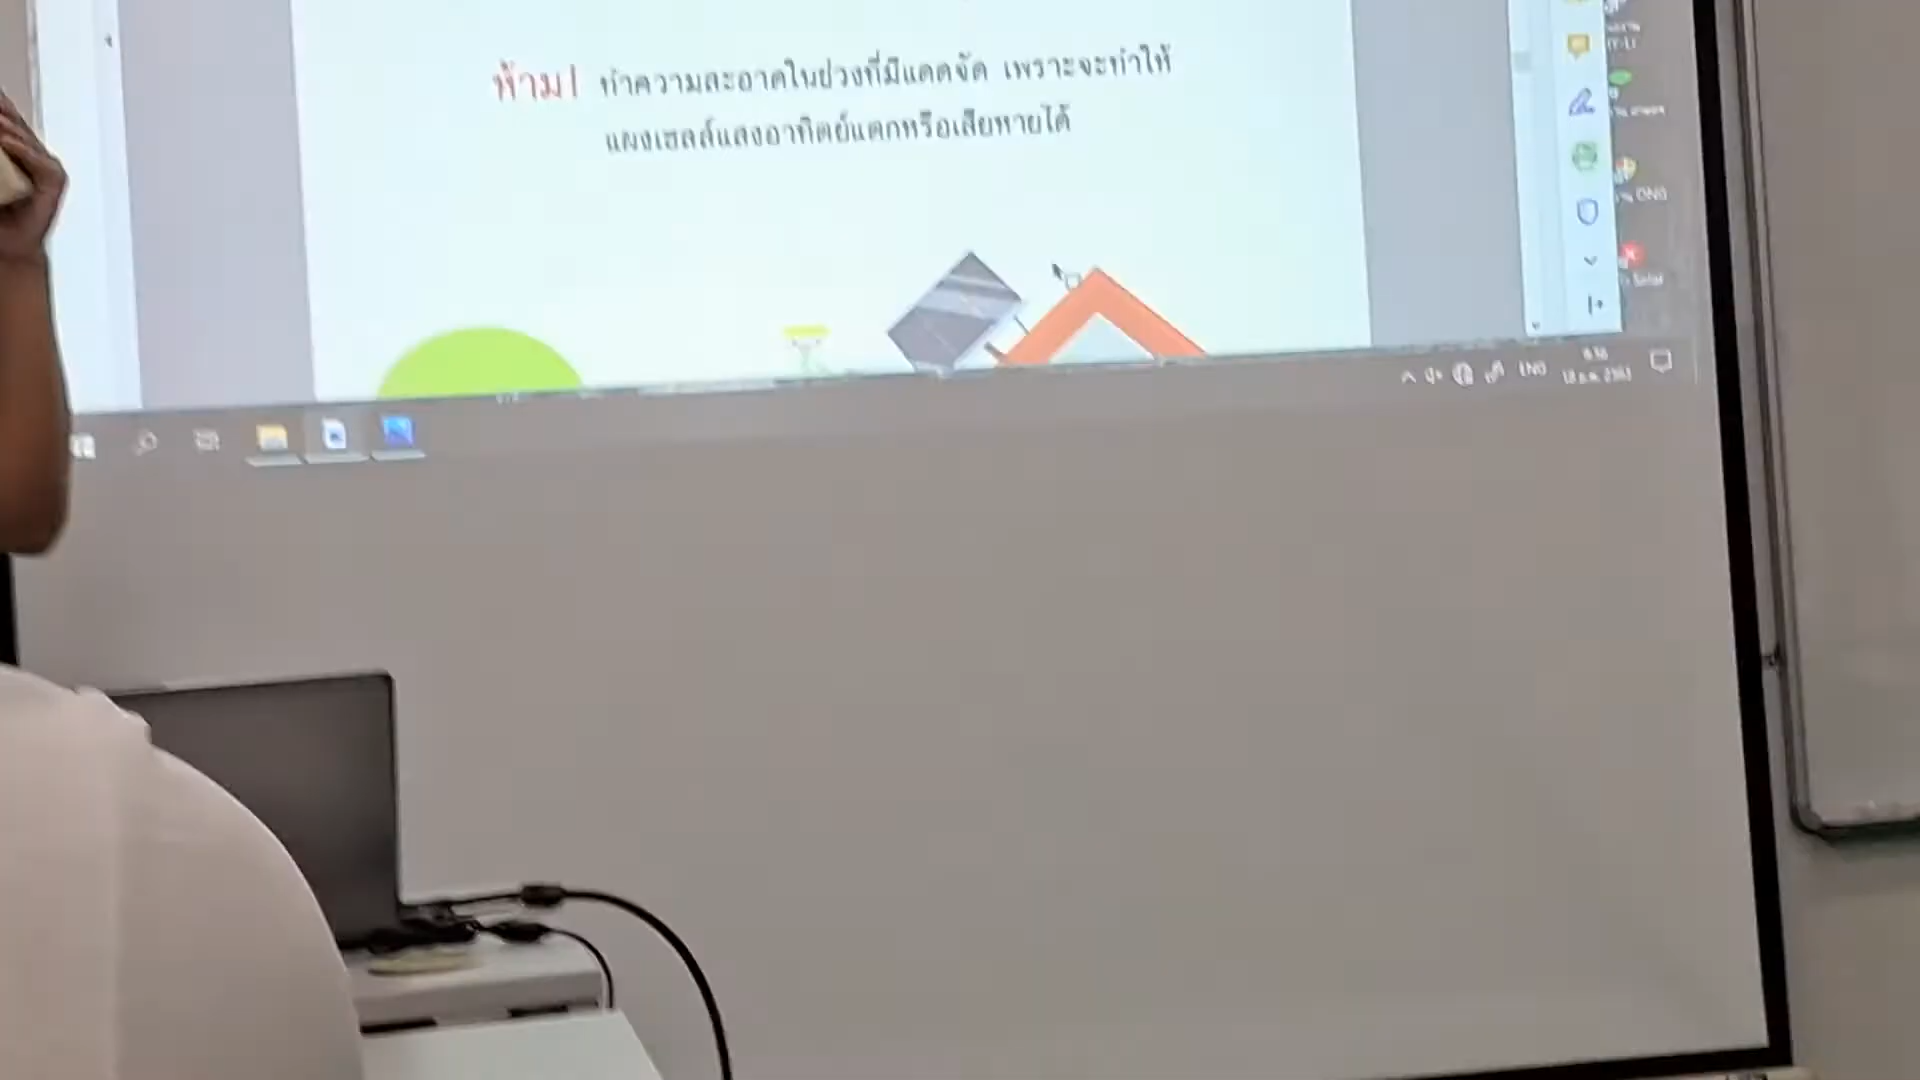 ห้าม! ทำความสะอาดในช่วงที่มีแดดจัด เพราะจะทำให้
แผงเซลล์แสงอาทิตย์แตกหรือเสียหายได้
ENG